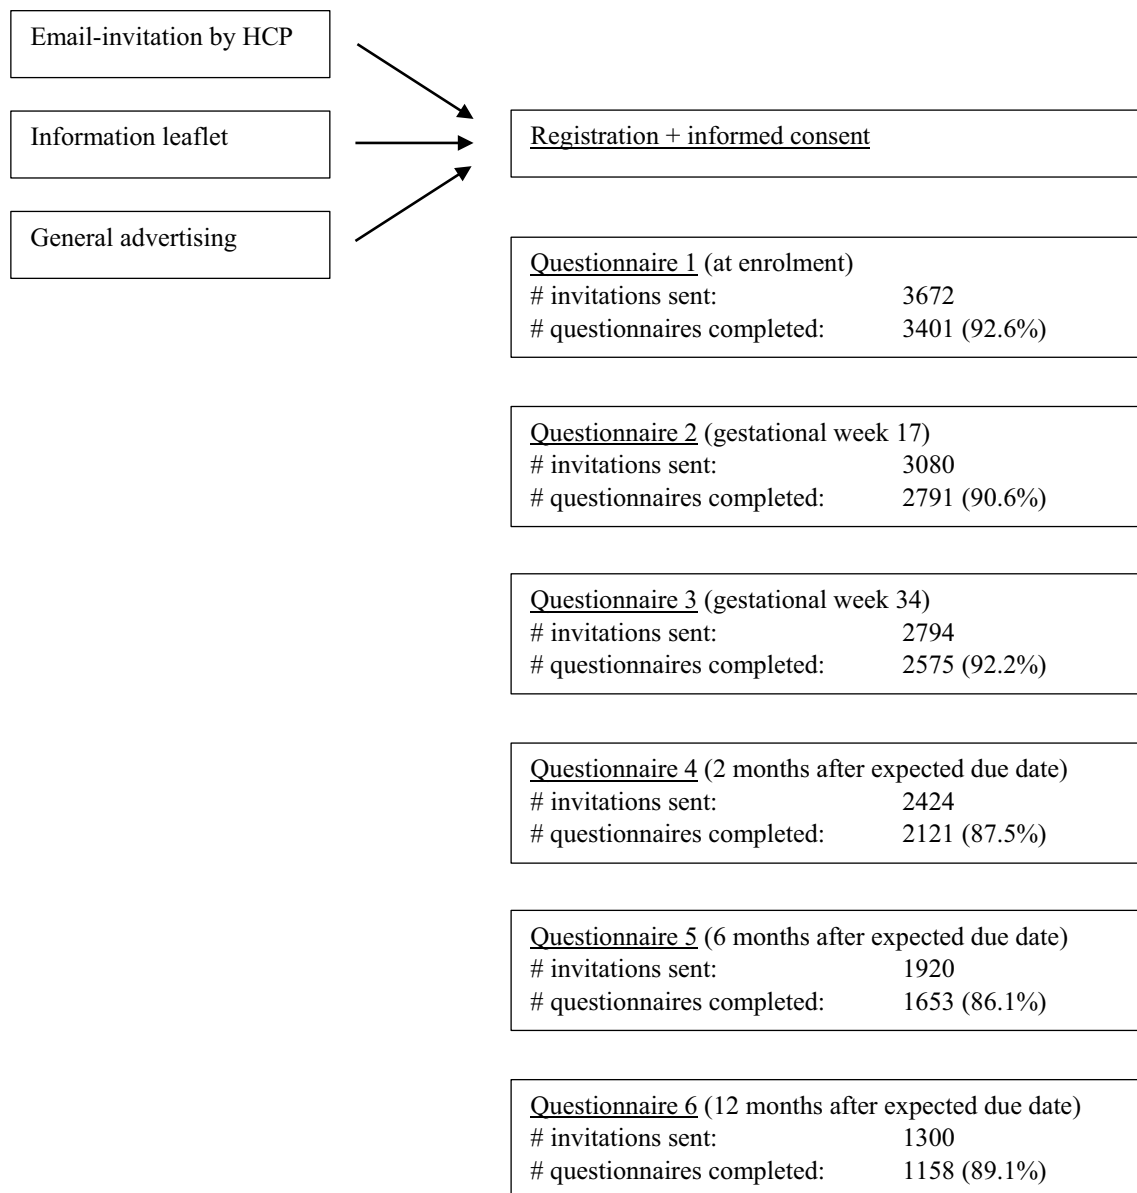 Email-invitation by HCP
Information leaflet
General advertising
Registration + informed consent
Questionnaire 1 (at enrolment)
# invitations sent: 3672
# questionnaires completed: 3401 (92.6%)
Questionnaire 2 (gestational week 17)
# invitations sent: 3080
# questionnaires completed: 2791 (90.6%)
Questionnaire 3 (gestational week 34)
# invitations sent: 2794
# questionnaires completed: 2575 (92.2%)
Questionnaire 4 (2 months after expected due date)
# invitations sent: 2424
# questionnaires completed: 2121 (87.5%)
Questionnaire 5 (6 months after expected due date)
# invitations sent: 1920
# questionnaires completed: 1653 (86.1%)
Questionnaire 6 (12 months after expected due date)
# invitations sent: 1300
# questionnaires completed: 1158 (89.1%)